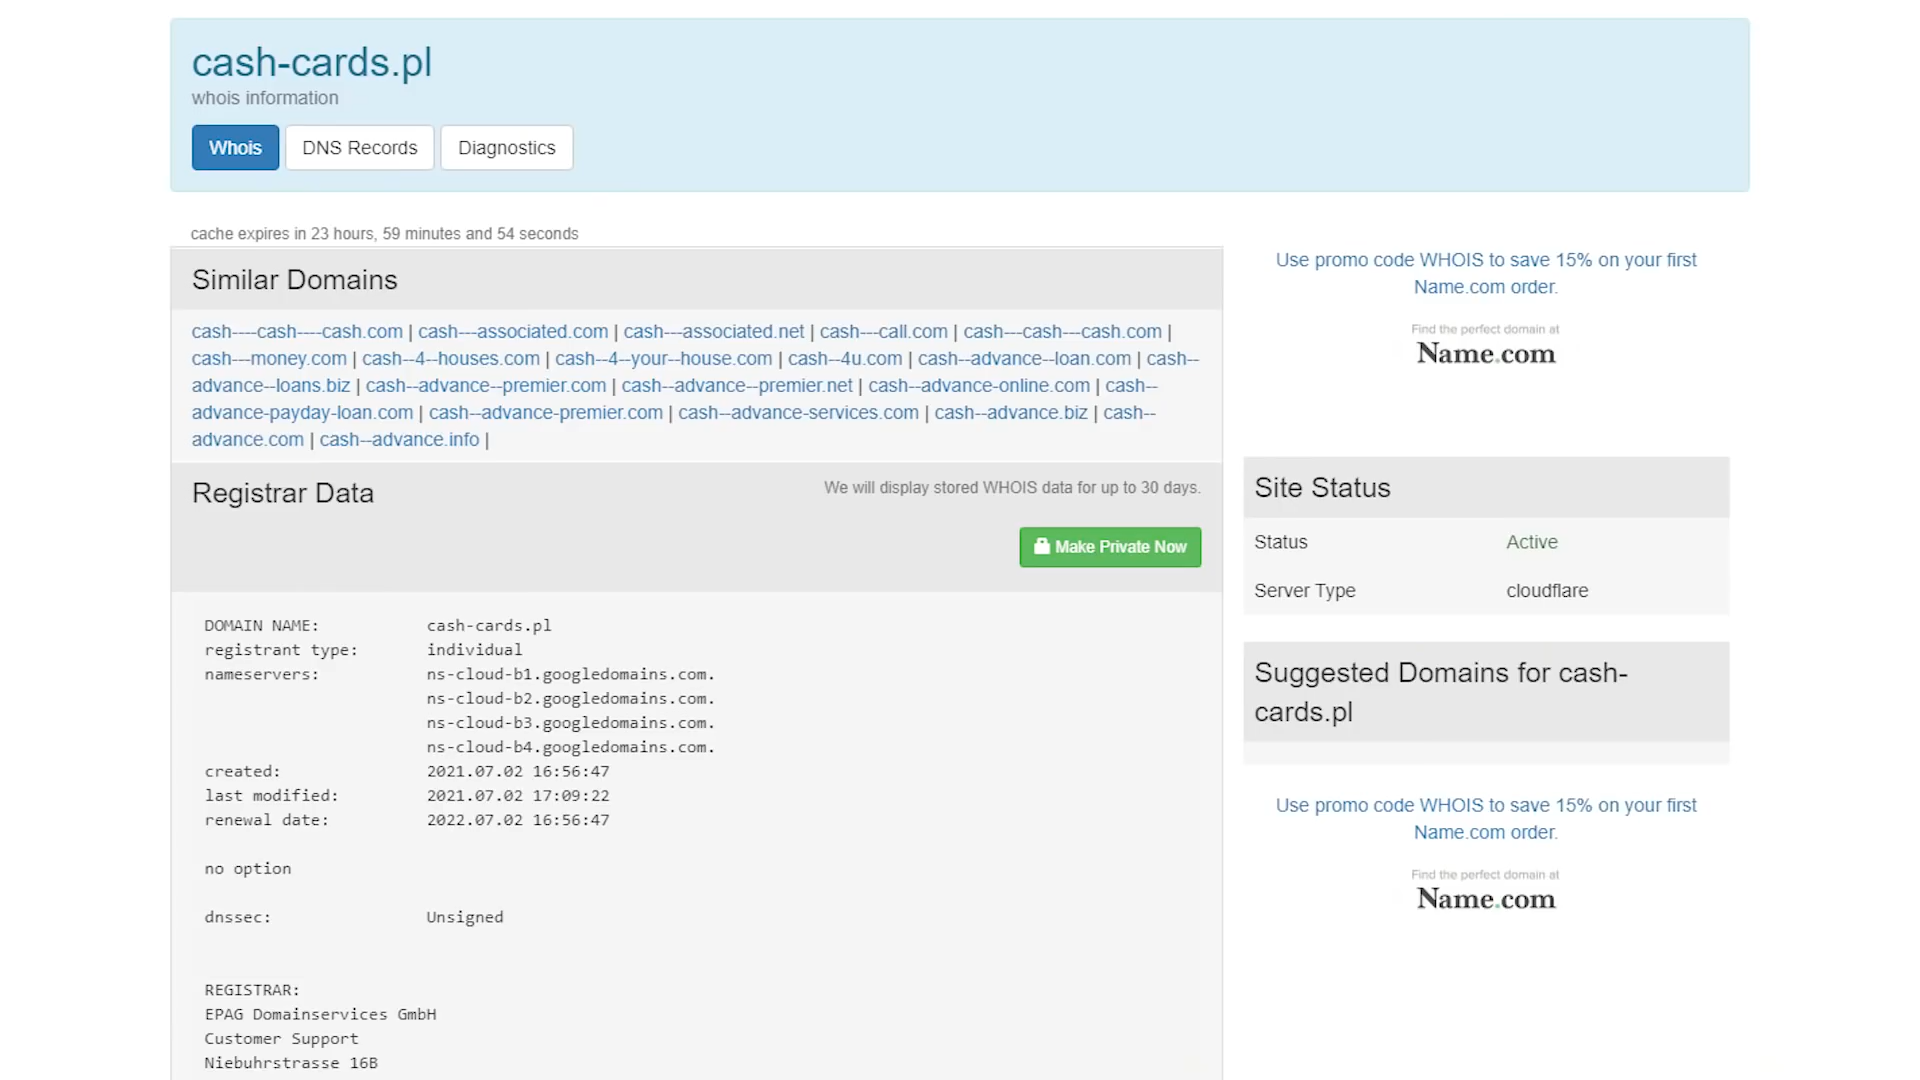 cash-cards.pl
whois information
Whois
DNS Records
Diagnostics
cache expires in 23 hours, 59 minutes and 54 seconds
Similar Domains
cash----cash----cash.com | cash---associated.com | cash---associated.net | cash---call.com | cash---cash---cash.com |
cash---money.com | cash--4--houses.com | cash--4--your--house.com | cash--4u.com | cash--advance--loan.com | cash--
advance--loans.biz | cash--advance--premier.com | cash--advance--premier.net | cash--advance-online.com | cash--
advance-payday-loan.com | cash--advance-premier.com | cash--advance-services.com | cash--advance.biz | cash--
advance.com | cash--advance.info |
Registrar Data
We will display stored WHOIS data for up to 30 days.
Make Private Now
DOMAIN NAME: cash-cards.pl
registrant type: individual
nameservers: ns-cloud-b1.googledomains.com.
ns-cloud-b2.googledomains.com.
ns-cloud-b3.googledomains.com.
ns-cloud-b4.googledomains.com.
created: 2021.07.02 16:56:47
last modified: 2021.07.02 17:09:22
renewal date: 2022.07.02 16:56:47
no option
dnssec: Unsigned
REGISTRAR:
EPAG Domainservices GmbH
Customer Support
Niebuhrstrasse 16B
Use promo code WHOIS to save 15% on your first
Name.com order.
Find the perfect domain at
Name.com
Site Status
Status Active
Server Type cloudflare
Suggested Domains for cash-
cards.pl
Use promo code WHOIS to save 15% on your first
Name.com order.
Find the perfect domain at
Name.com